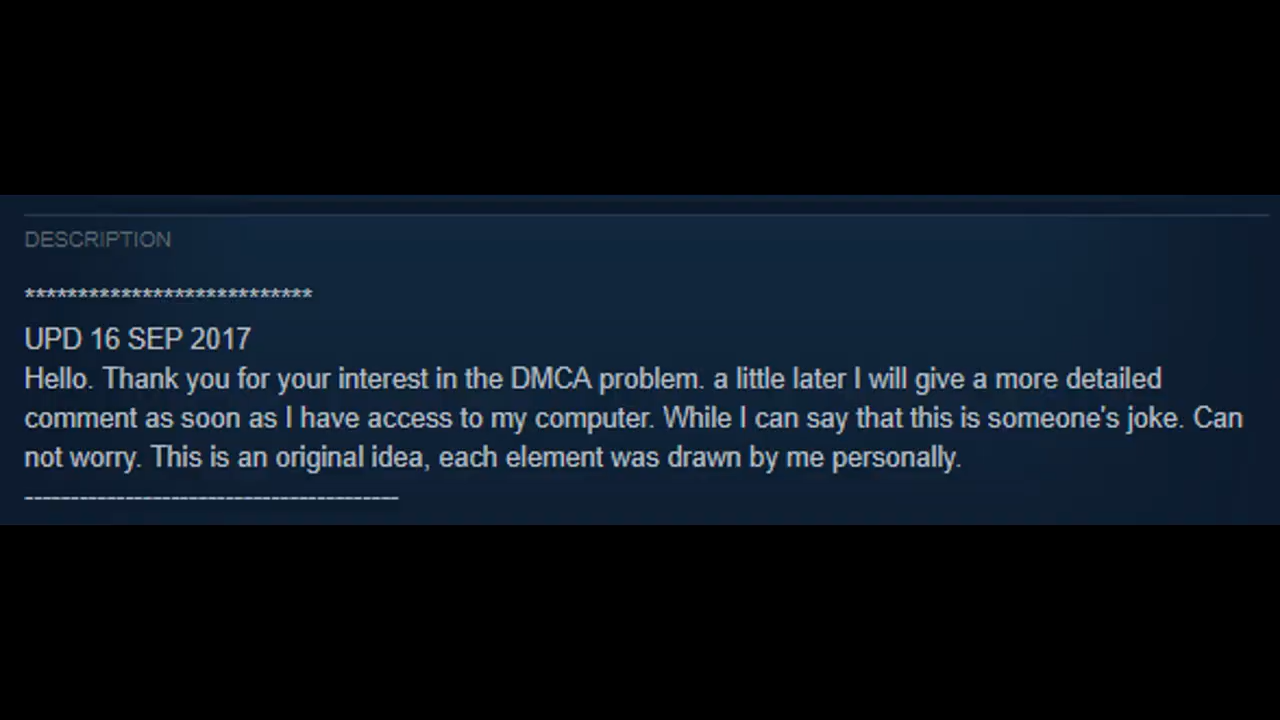 DESCRIPTION
***************************
UPD 16 SEP 2017
Hello. Thank you for your interest in the DMCA problem. a little later I will give a more detailed
comment as soon as I have access to my computer. While I can say that this is someone's joke. Can
not worry. This is an original idea, each element was drawn by me personally.
-----------------------------------------